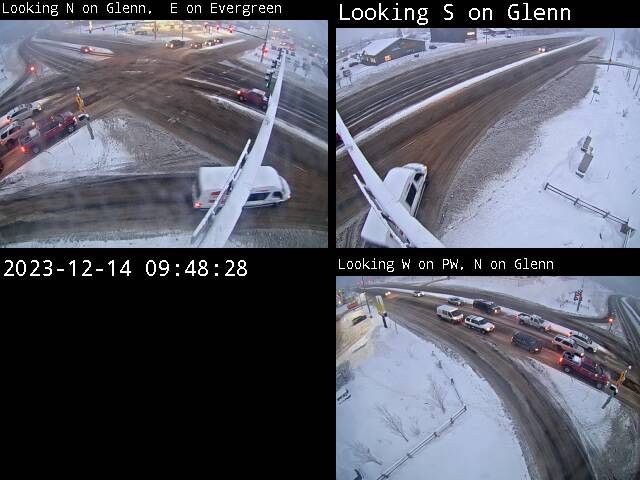 Looking N on Glenn,  E on Evergreen
Looking S on Glenn
2023-12-14 09:48:28
Looking W on PW, N on Glenn